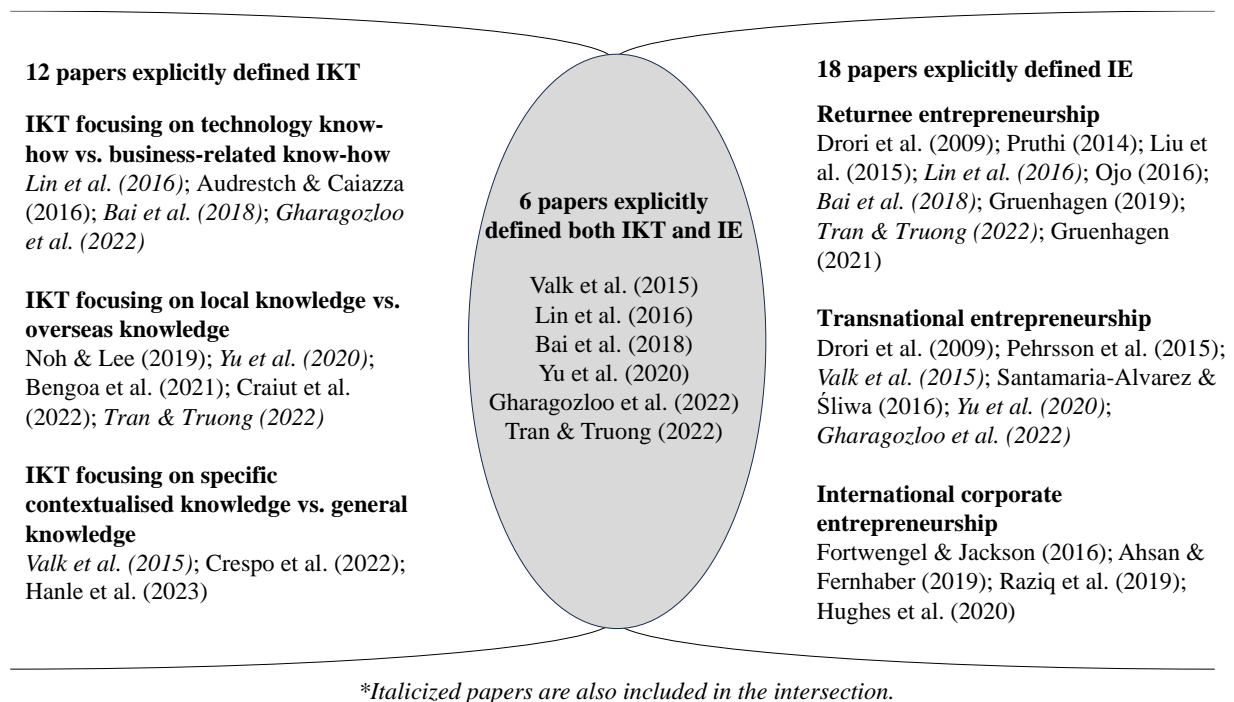 12 papers explicitly defined IKT
IKT focusing on technology know-
how vs. business-related know-how
Lin et al. (2016); Audrestch & Caiazza
(2016); Bai et al. (2018); Gharagozloo
et al. (2022)
IKT focusing on local knowledge vs.
overseas knowledge
Noh & Lee (2019); Yu et al. (2020);
Bengoa et al. (2021); Craiut et al.
(2022); Tran & Truong (2022)
IKT focusing on specific
contextualised knowledge vs. general
knowledge
Valk et al. (2015); Crespo et al. (2022);
Hanle et al. (2023)
6 papers explicitly
defined both IKT and IE
Valk et al. (2015)
Lin et al. (2016)
Bai et al. (2018)
Yu et al. (2020)
Gharagozloo et al. (2022)
Tran & Truong (2022)
18 papers explicitly defined IE
Returnee entrepreneurship
Drori et al. (2009); Pruthi (2014); Liu et
al. (2015); Lin et al. (2016); Ojo (2016);
Bai et al. (2018); Gruenhagen (2019);
Tran & Truong (2022); Gruenhagen
(2021)
Transnational entrepreneurship
Drori et al. (2009); Pehrsson et al. (2015);
Valk et al. (2015); Santamaria-Alvarez &
Śliwa (2016); Yu et al. (2020);
Gharagozloo et al. (2022)
International corporate
entrepreneurship
Fortwengel & Jackson (2016); Ahsan &
Fernhaber (2019); Raziq et al. (2019);
Hughes et al. (2020)
*Italicized papers are also included in the intersection.